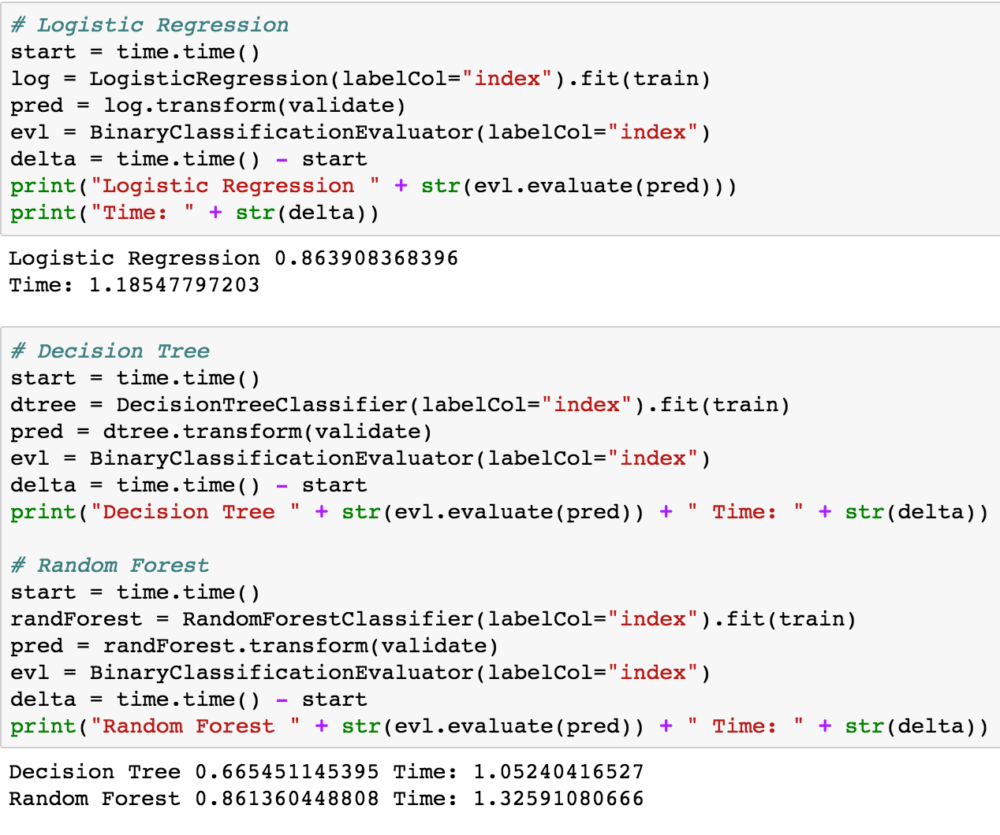 # Logistic Regression
start = time.time()
log = LogisticRegression(labelCol="index").fit(train)
pred = log.transform(validate)
evl = BinaryClassificationEvaluator(labelCol="index")
delta = time.time() - start
print("Logistic Regression " + str(evl.evaluate(pred)))
print("Time: " + str(delta))
Logistic Regression 0.863908368396
Time: 1.18547797203
# Decision Tree
start = time.time()
dtree = DecisionTreeClassifier(labelCol="index").fit(train)
pred = dtree.transform(validate)
evl = BinaryClassificationEvaluator(labelCol="index")
delta = time.time() - start
print("Decision Tree " + str(evl.evaluate(pred)) + " Time: " + str(delta))
# Random Forest
start = time.time()
randForest = RandomForestClassifier(labelCol="index").fit(train)
pred = randForest.transform(validate)
evl = BinaryClassificationEvaluator(labelCol="index")
delta = time.time() - start
print("Random Forest " + str(evl.evaluate(pred)) + " Time: " + str(delta))
Decision Tree 0.665451145395 Time: 1.05240416527
Random Forest 0.861360448808 Time: 1.32591080666